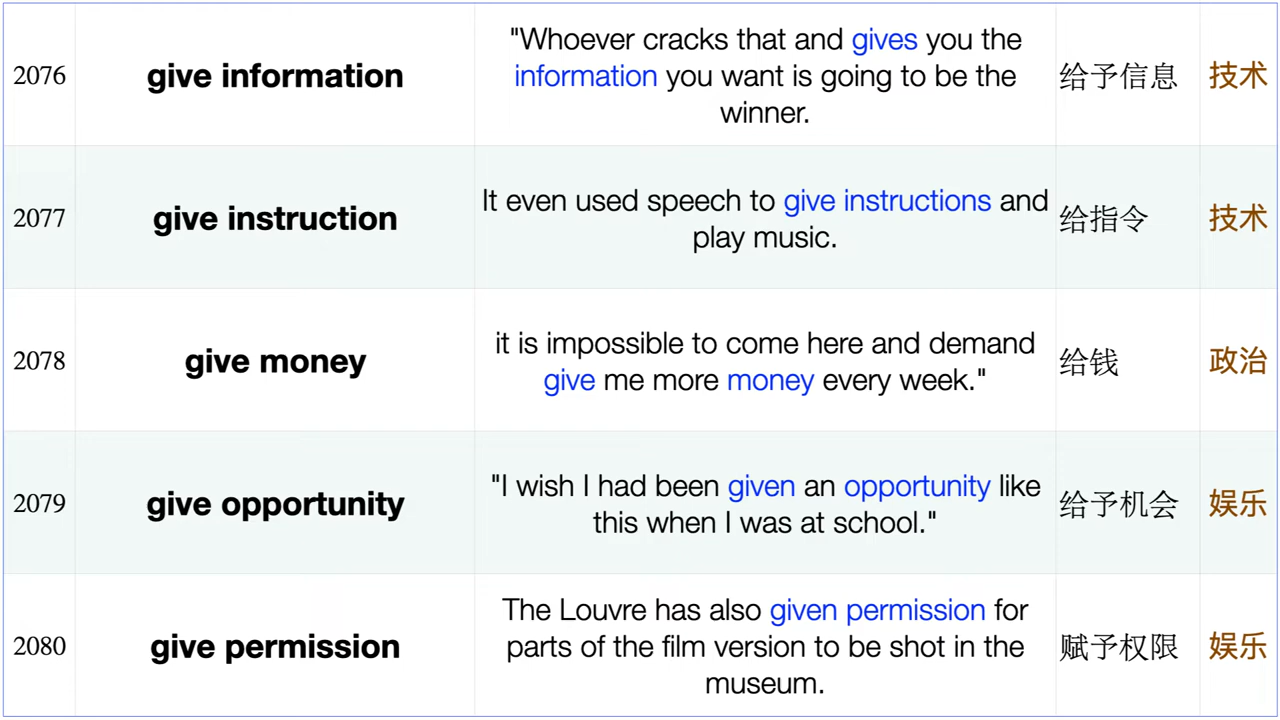 "Whoever cracks that and gives you the
2076 give information information you want is going to be the 给予信息 技术
winner.
It even used speech to give instructions and
2077 give instruction 给指令 技术
play music.
it is impossible to come here and demand
2078 give money 给钱 政治
give me more money every week."
"I wish I had been given an opportunity like
2079 give opportunity 给予机会 娱乐
this when I was at school."
The Louvre has also given permission for
2080 give permission parts of the film version to be shot in the 赋予权限 娱乐
museum.